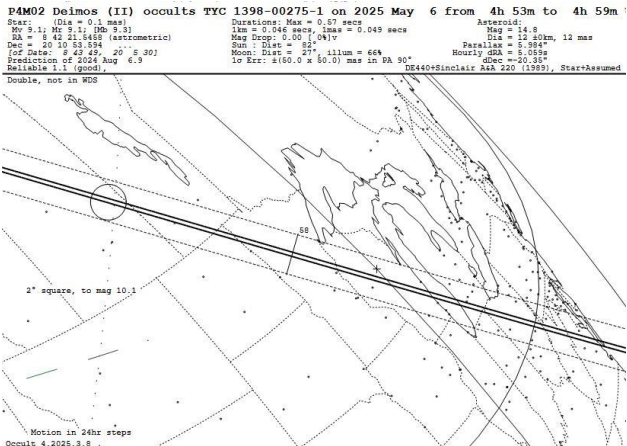 P4M02 Deimos (II) occults TYC 1398-00275-1 on 2025 May 6 from 4h 53m to 4h 59m U
Star: (Dia = 0.1 mas)
Mv 9.1; Mr 9.1; [Mb 9.3]
RA = 8 42 21.5458 (astrometric)
Dec = 20 10 53.594 ...
[of Date: 8 43 49, 20 5 30]
Prediction of 2024 Aug 6.9
Reliable 1.1 (good),
Durations: Max = 0.57 secs
1km = 0.046 secs, 1mas = 0.049 secs
Mag Drop: 0.00 [ 0%]v
Sun : Dist = 82°
Moon: Dist = 27°, illum = 66%
1σ Err: ±(50.0 x 50.0) mas in PA 90°
Asteroid:
Mag = 14.8
Dia = 12 ±0km, 12 mas
Parallax = 5.984"
Hourly dRA = 5.059s
dDec =-20.35"
DE440+Sinclair A&A 220 (1989), Star+Assumed
Double, not in WDS
58
2" square, to mag 10.1
Motion in 24hr steps
Occult 4.2025.3.8 .